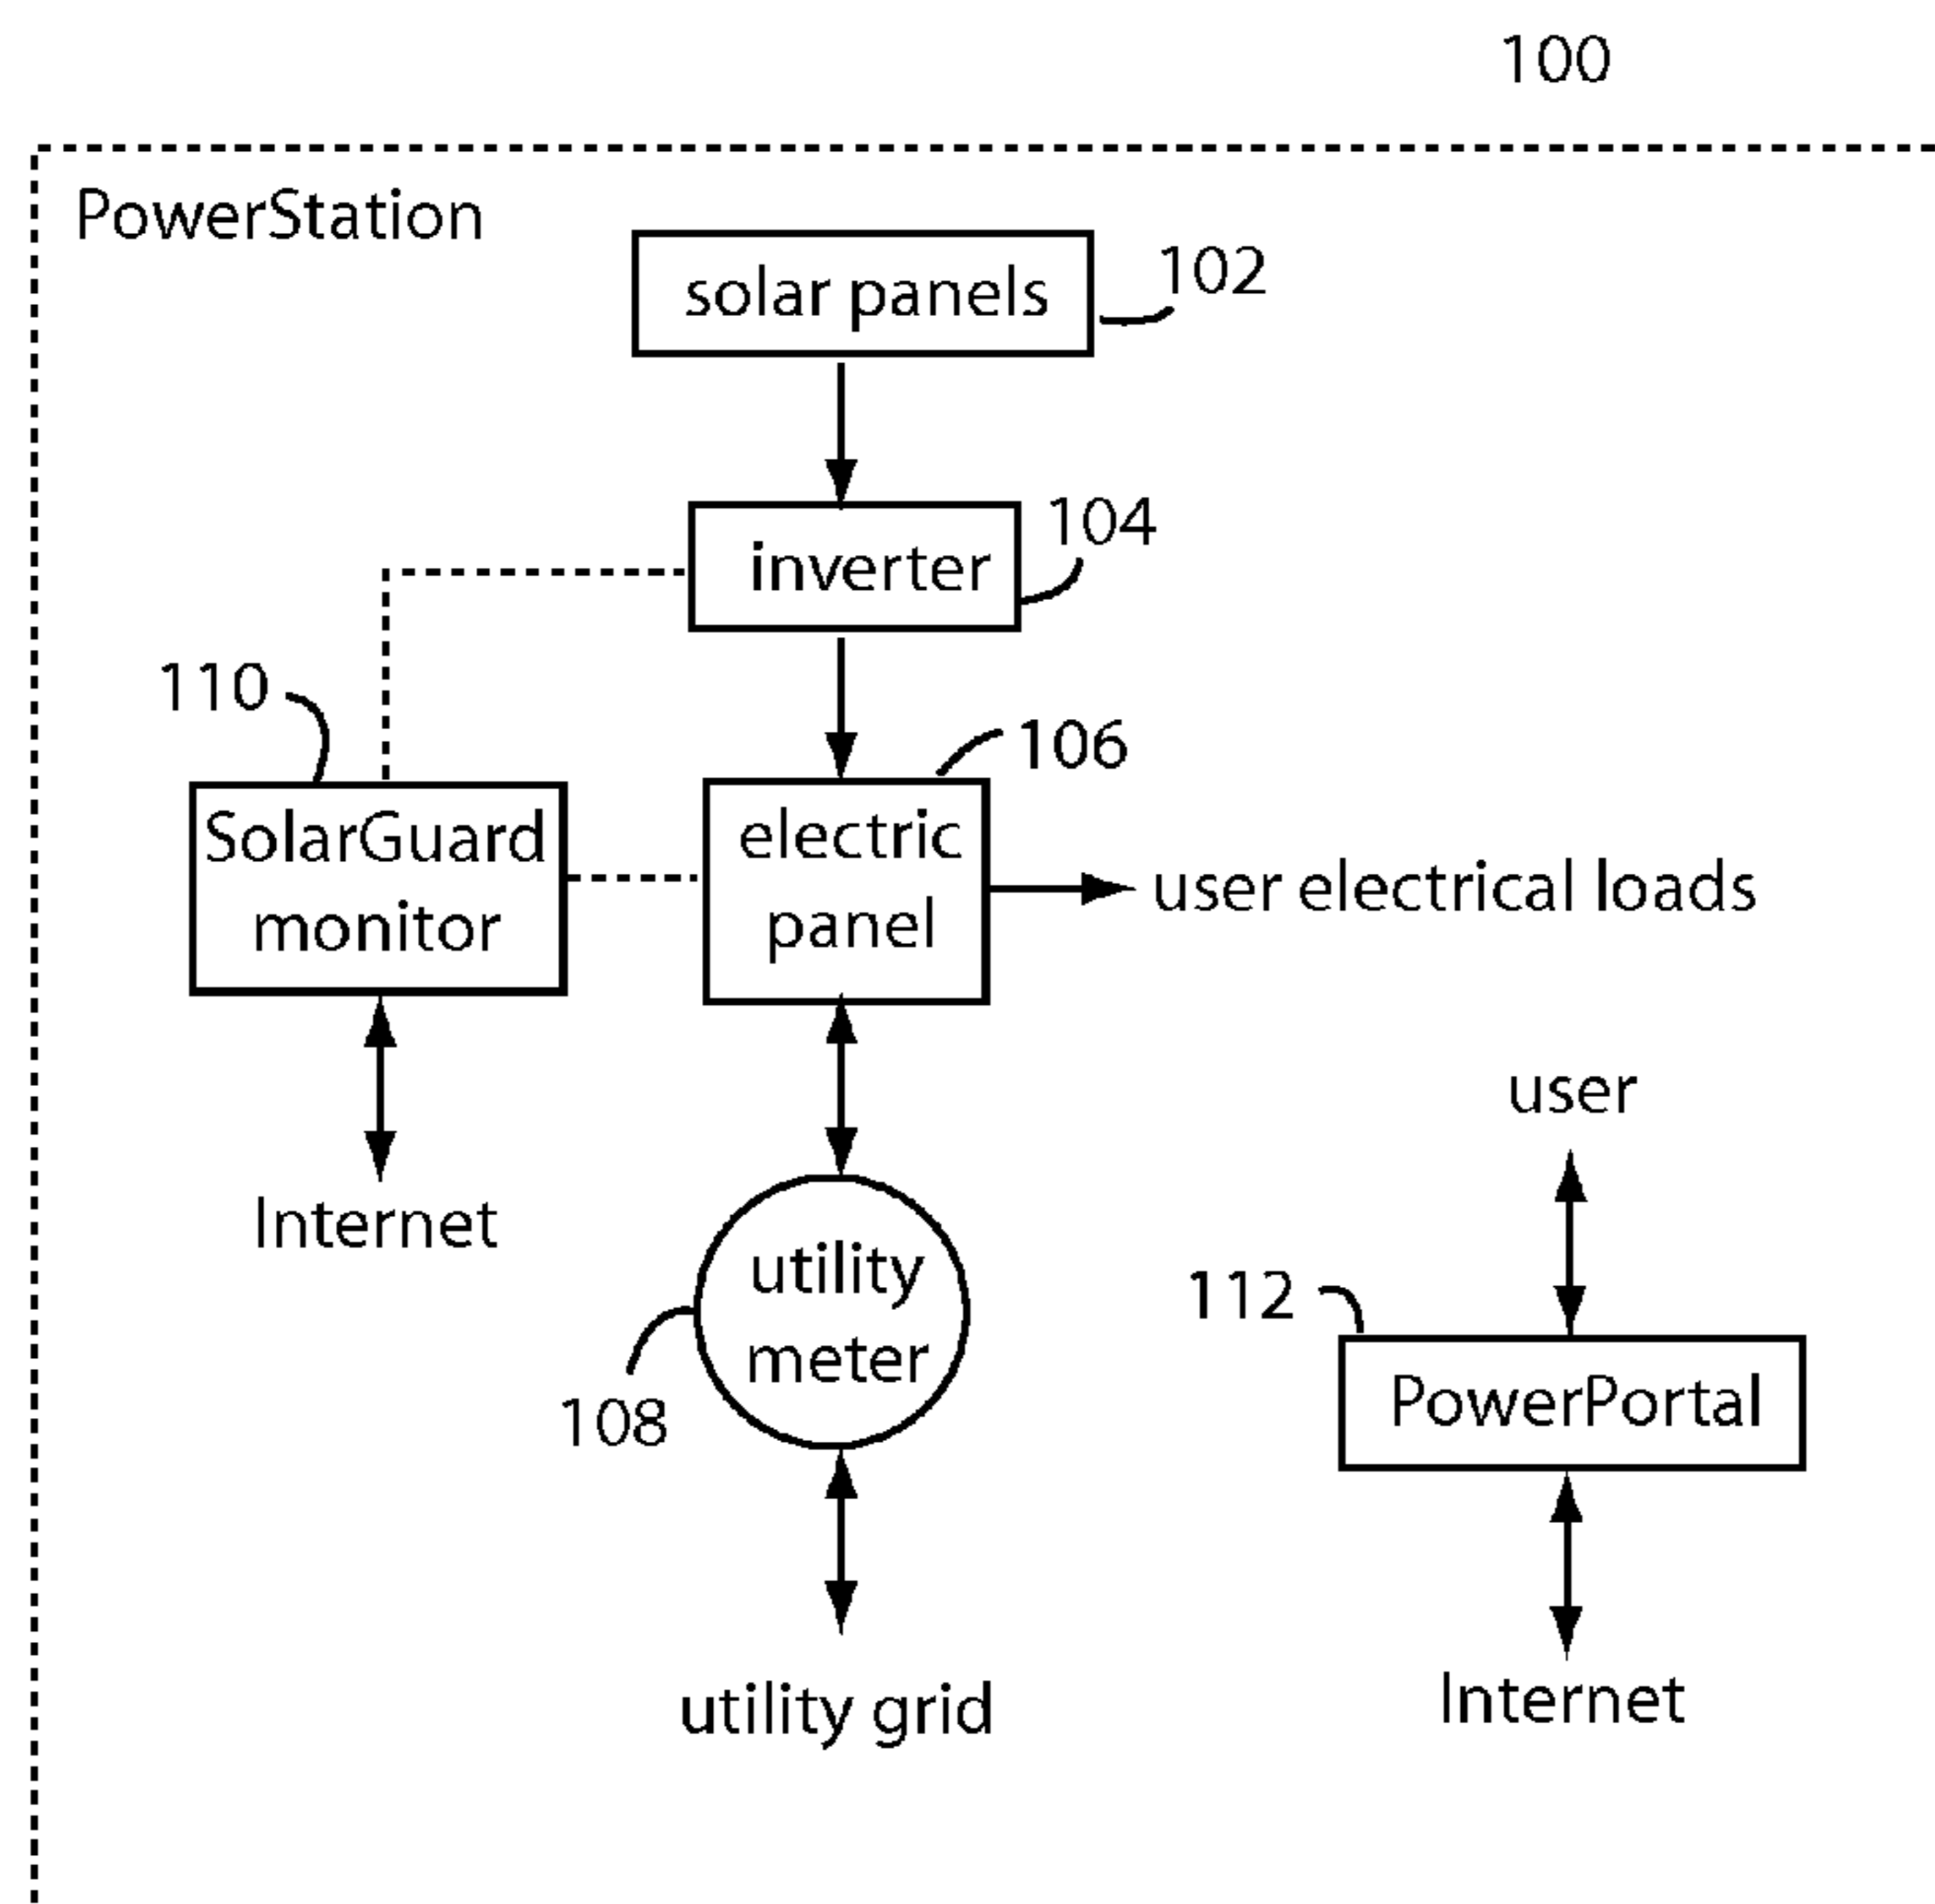 100
PowerStation
solar panels
102
inverter
104
110
106
SolarGuard
monitor
electric
panel
user electrical loads
Internet
user
utility
meter
108
112
PowerPortal
utility grid
Internet